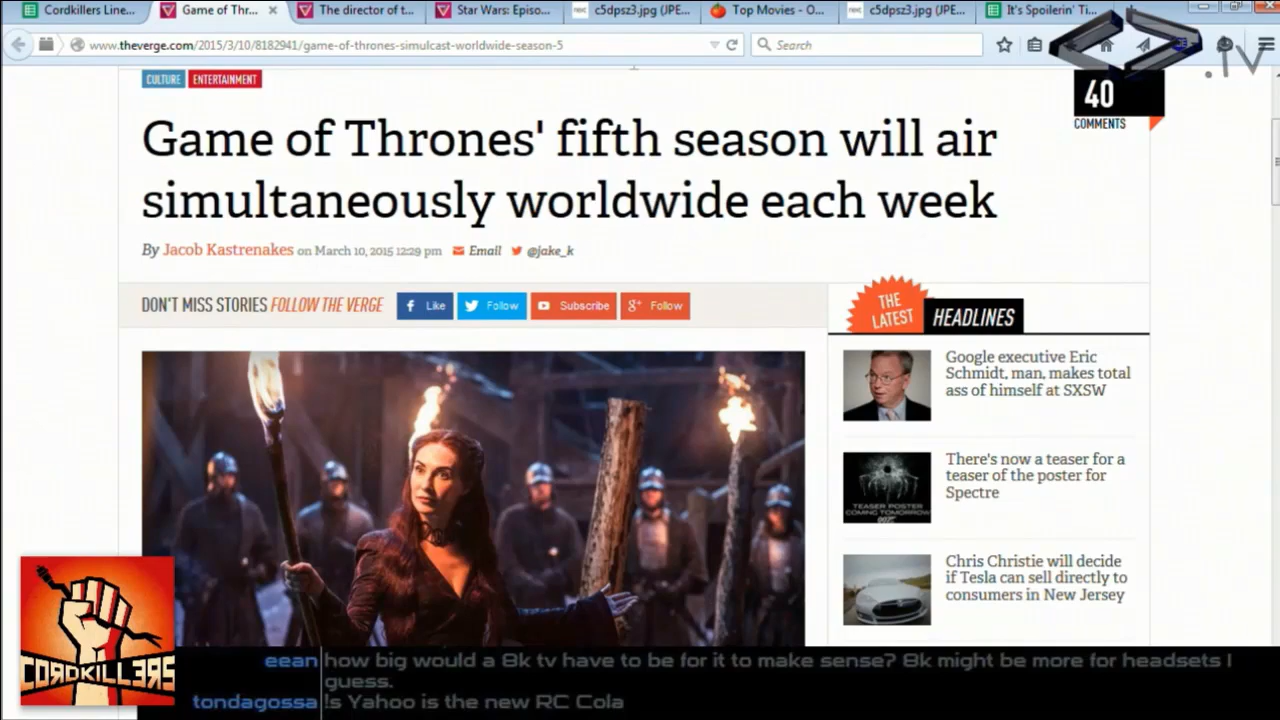 Cordkillers Line...
Game of Thr...
The director of t...
Star Wars: Episo...
c5dpsz3.jpg (JPE...
Top Movies - O...
c5dpsz3.jpg (JPE...
It's Spoilerin' Ti...
www.theverge.com/2015/3/10/8182941/game-of-thrones-simulcast-worldwide-season-5
Search
.tv
CULTURE ENTERTAINMENT
40
COMMENTS
Game of Thrones' fifth season will air
simultaneously worldwide each week
By Jacob Kastrenakes on March 10, 2015 12:29 pm Email @jake_k
DON'T MISS STORIES FOLLOW THE VERGE Like Follow Subscribe Follow
THE LATEST HEADLINES
Google executive Eric
Schmidt, man, makes total
ass of himself at SXSW
There's now a teaser for a
teaser of the poster for
Spectre
TEASER POSTER
COMING TOMORROW
007
Chris Christie will decide
if Tesla can sell directly to
consumers in New Jersey
CORDKILLERS
eean how big would a 8k tv have to be for it to make sense? 8k might be more for headsets I
guess.
tondagossa !s Yahoo is the new RC Cola